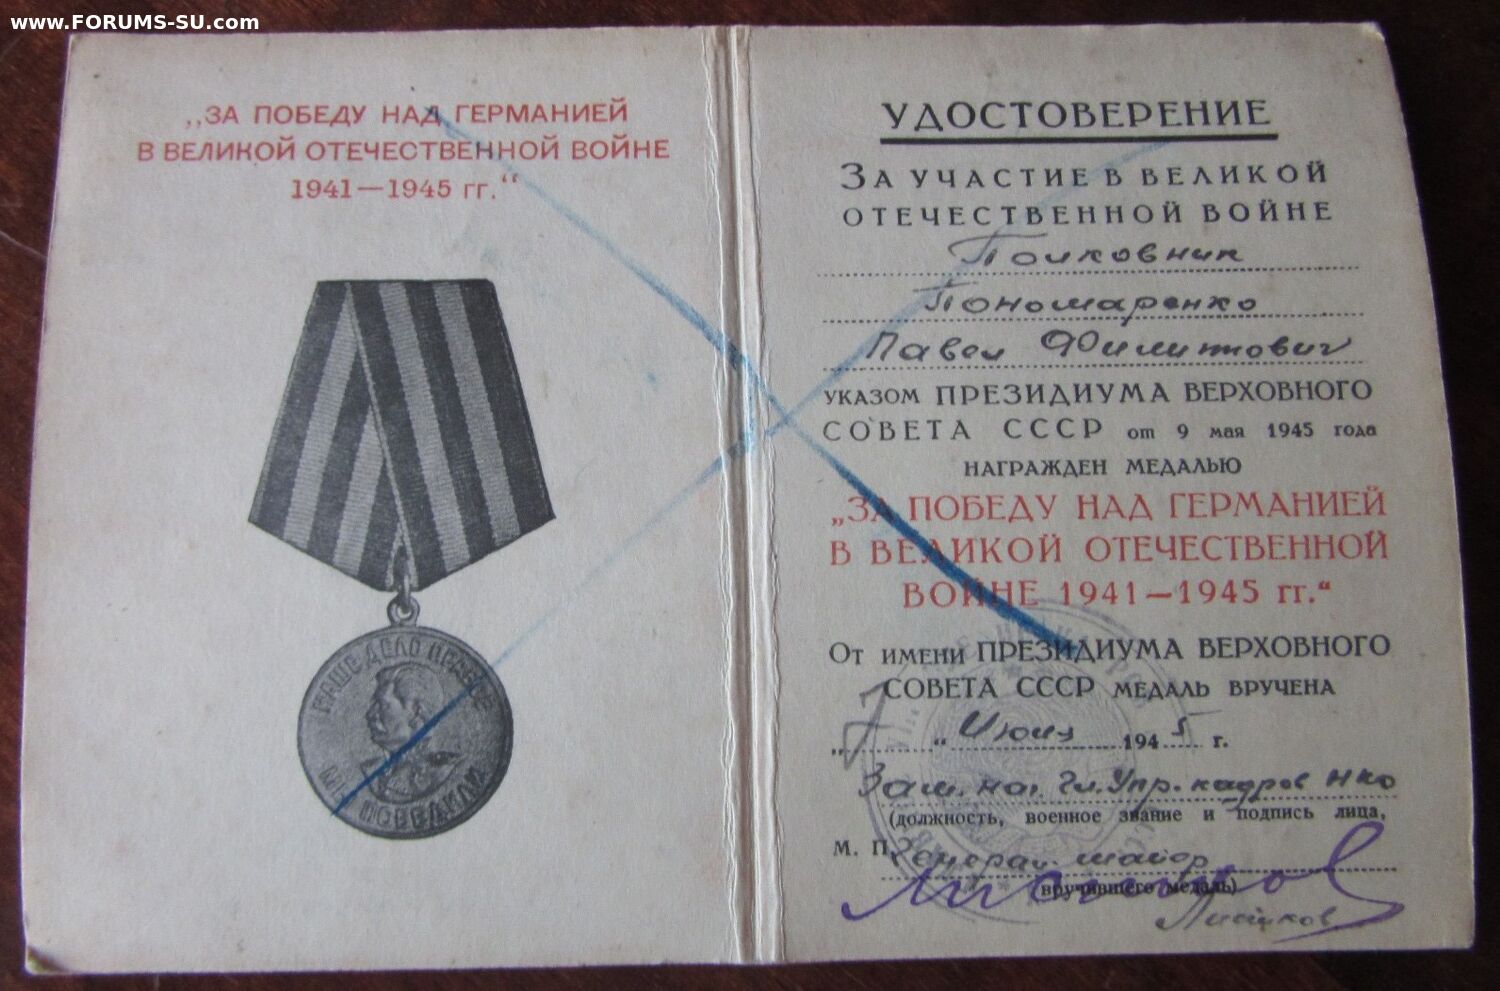 www.FORUMS-SU.com
„ЗА ПОБЕДУ НАД ГЕРМАНИЕЙ
В ВЕЛИКОЙ ОТЕЧЕСТВЕННОЙ ВОЙНЕ
1941—1945 гг.“
НАШЕ ДЕЛО ПРАВОЕ
МЫ ПОБЕДИЛИ
УДОСТОВЕРЕНИЕ
ЗА УЧАСТИЕ В ВЕЛИКОЙ
ОТЕЧЕСТВЕННОЙ ВОЙНЕ
Полковник
Пономаренко
Павел Филиппович
УКАЗОМ ПРЕЗИДИУМА ВЕРХОВНОГО
СОВЕТА СССР от 9 мая 1945 года
НАГРАЖДЕН МЕДАЛЬЮ
„ЗА ПОБЕДУ НАД ГЕРМАНИЕЙ
В ВЕЛИКОЙ ОТЕЧЕСТВЕННОЙ
ВОЙНЕ 1941—1945 гг.“
ОТ ИМЕНИ ПРЕЗИДИУМА ВЕРХОВНОГО
СОВЕТА СССР МЕДАЛЬ ВРУЧЕНА
„7“ 1945 г.
Зам. нач. Гл. Упр. кадров НКО
(должность, военное звание и подпись лица,
М. П. Генерал-майор
вручившего медаль)